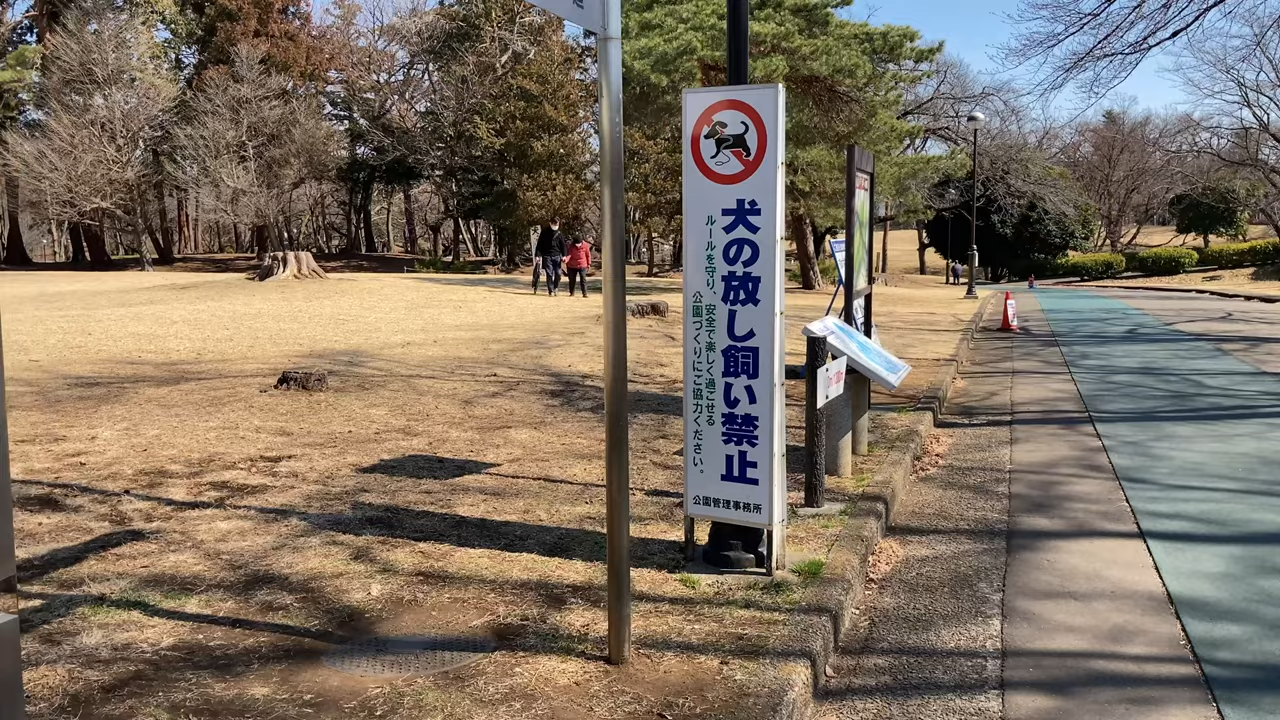 犬の放し飼い禁止
ルールを守り、安全で楽しく過ごせる
公園づくりにご協力ください。
公園管理事務所